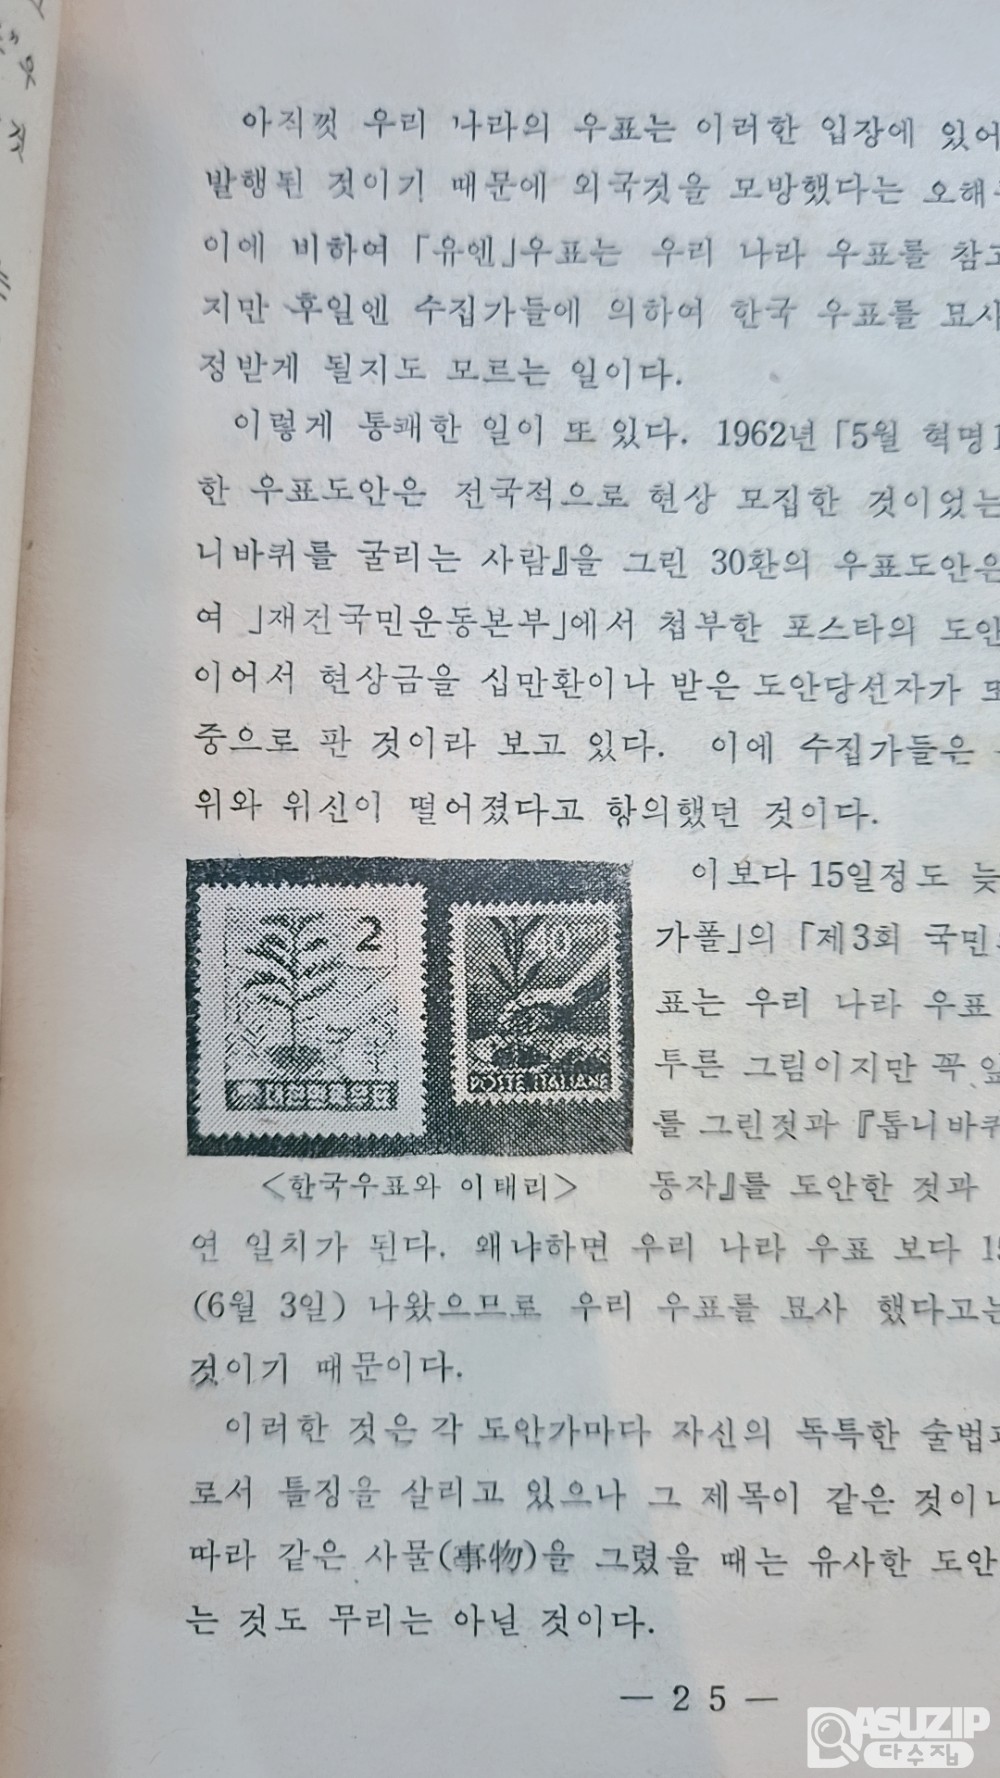 아직껏 우리 나라의 우표는 이러한 입장에 있어
발행된 것이기 때문에 외국것을 모방했다는 오해
이에 비하여 「유엔」우표는 우리 나라 우표를 참고
지만 후일엔 수집가들에 의하여 한국 우표를 묘사
정받게 될지도 모르는 일이다.
이렇게 통쾌한 일이 또 있다. 1962년 「5월 혁명
한 우표도안은 전국적으로 현상 모집한 것이었는
니바퀴를 굴리는 사람』을 그린 30환의 우표도안은
여 」재건국민운동본부」에서 첩부한 포스타의 도안
이어서 현상금을 십만환이나 받은 도안당선자가 또
중으로 판 것이라 보고 있다. 이에 수집가들은
위와 위신이 떨어졌다고 항의했던 것이다.
이보다 15일정도 늦
가폴」의 「제3회 국민
표는 우리 나라 우표
투른 그림이지만 꼭
를 그린것과 『톱니바퀴
동자』를 도안한 것과
2
대한민국우표
POSTE ITALIANE
<한국우표와 이태리>
연 일치가 된다. 왜냐하면 우리 나라 우표 보다 15
(6월 3일) 나왔으므로 우리 우표를 묘사 했다고는
것이기 때문이다.
이러한 것은 각 도안가마다 자신의 독특한 술법과
로서 틀징을 살리고 있으나 그 제목이 같은 것이니
따라 같은 사물(事物)을 그렸을 때는 유사한 도안
는 것도 무리는 아닐 것이다.
— 2 5 —
DASUZIP
다수집